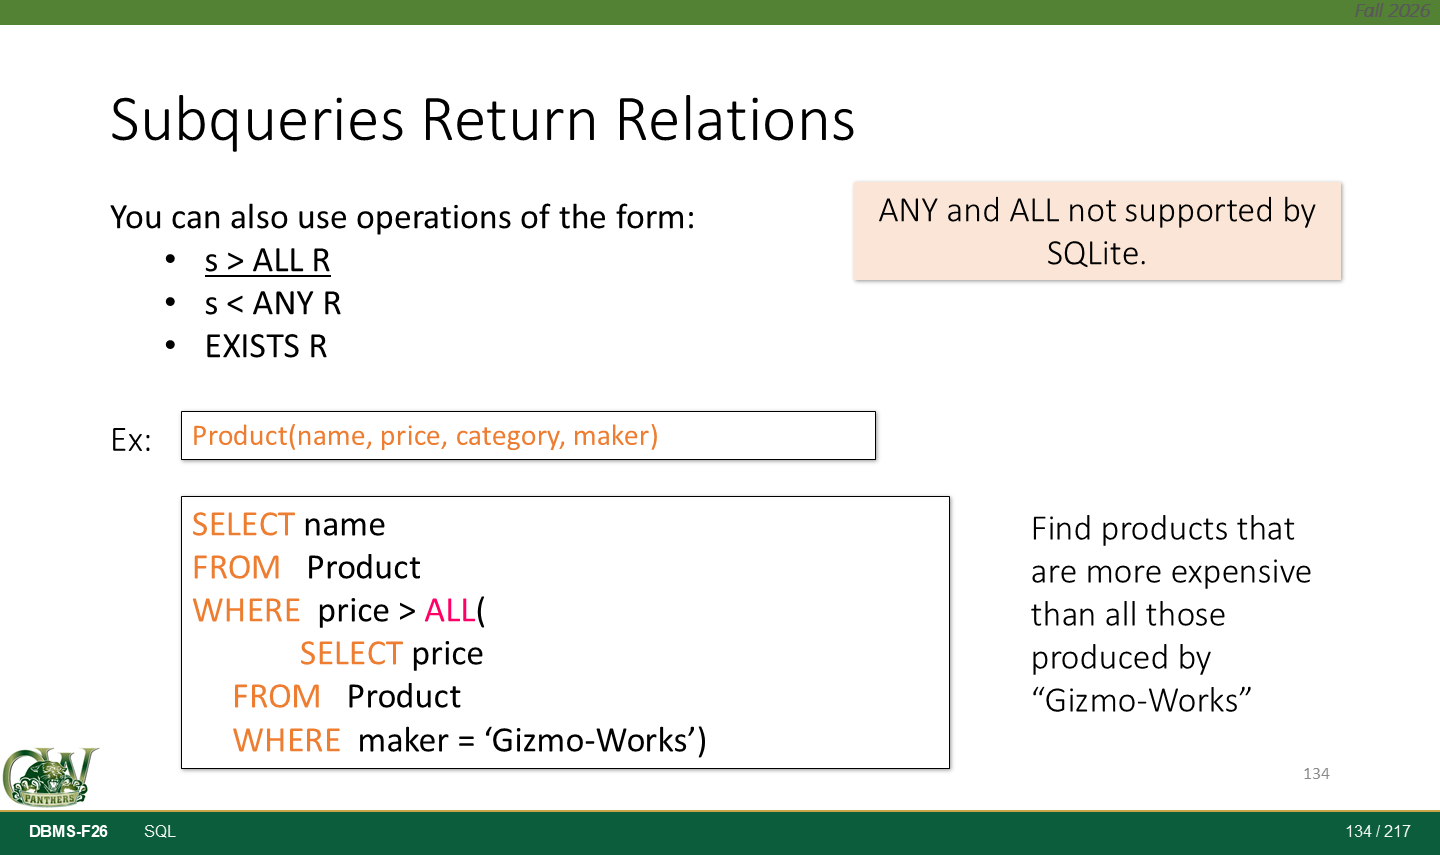 Fall 2026
Subqueries Return Relations
You can also use operations of the form:
• s > ALL R
• s < ANY R
• EXISTS R
ANY and ALL not supported by
SQLite.
Ex:
Product(name, price, category, maker)
SELECT name
FROM Product
WHERE price > ALL(
SELECT price
FROM Product
WHERE maker = ‘Gizmo-Works’)
Find products that
are more expensive
than all those
produced by
“Gizmo-Works”
134
OW
PANTHERS
DBMS-F26 SQL 134 / 217